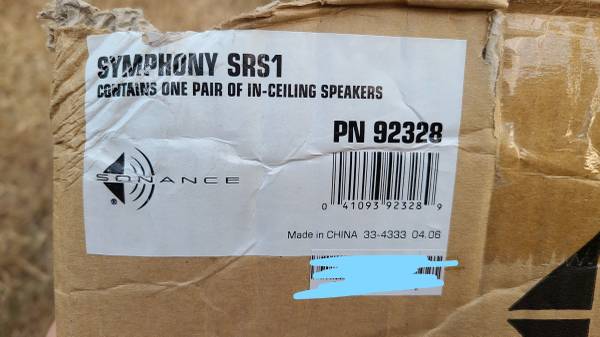 SYMPHONY SRS1
CONTAINS ONE PAIR OF IN-CEILING SPEAKERS
PN 92328
SONANCE
®
0 41093 92328 9
Made in CHINA 33-4333 04.06